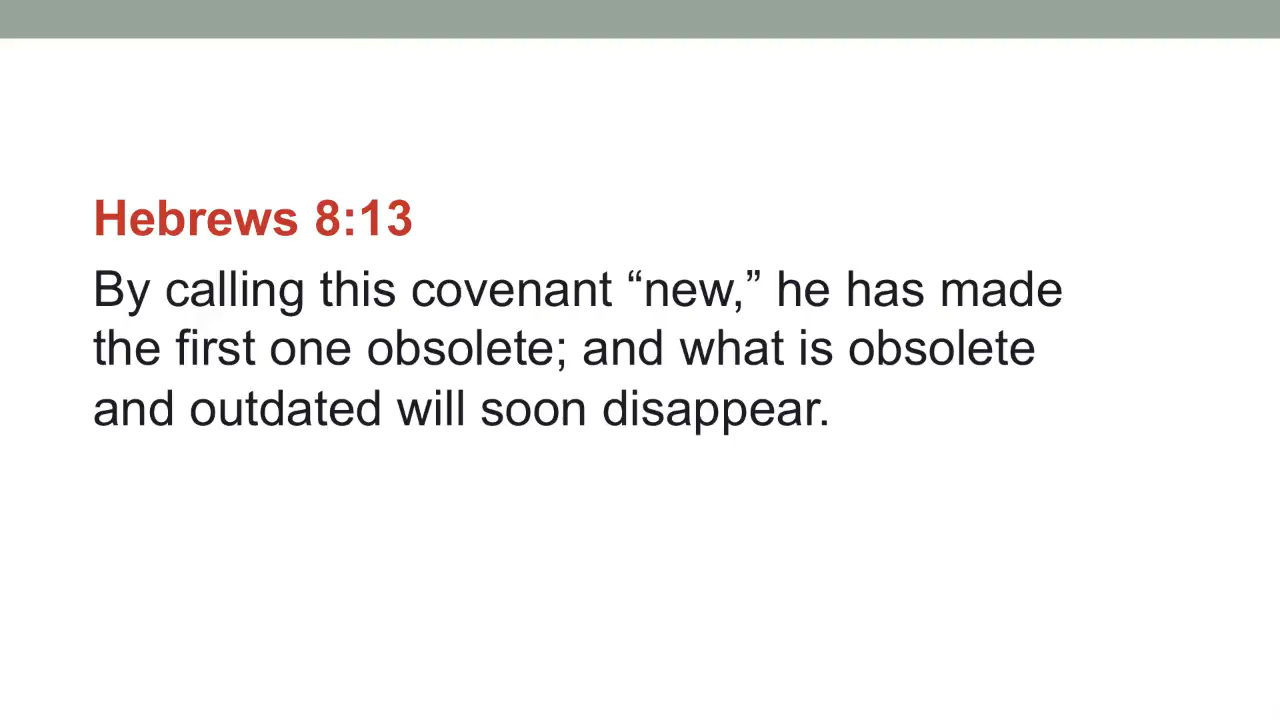 Hebrews 8:13
By calling this covenant “new,” he has made
the first one obsolete; and what is obsolete
and outdated will soon disappear.